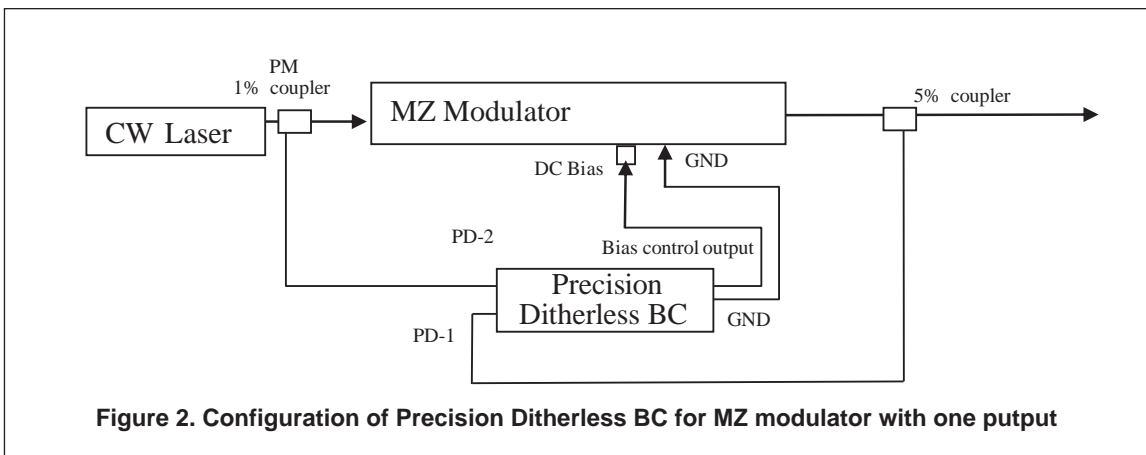 PM
1% coupler
CW Laser
MZ Modulator
5% coupler
DC Bias
GND
PD-2
Bias control output
Precision
Ditherless BC
GND
PD-1
Figure 2. Configuration of Precision Ditherless BC for MZ modulator with one putput